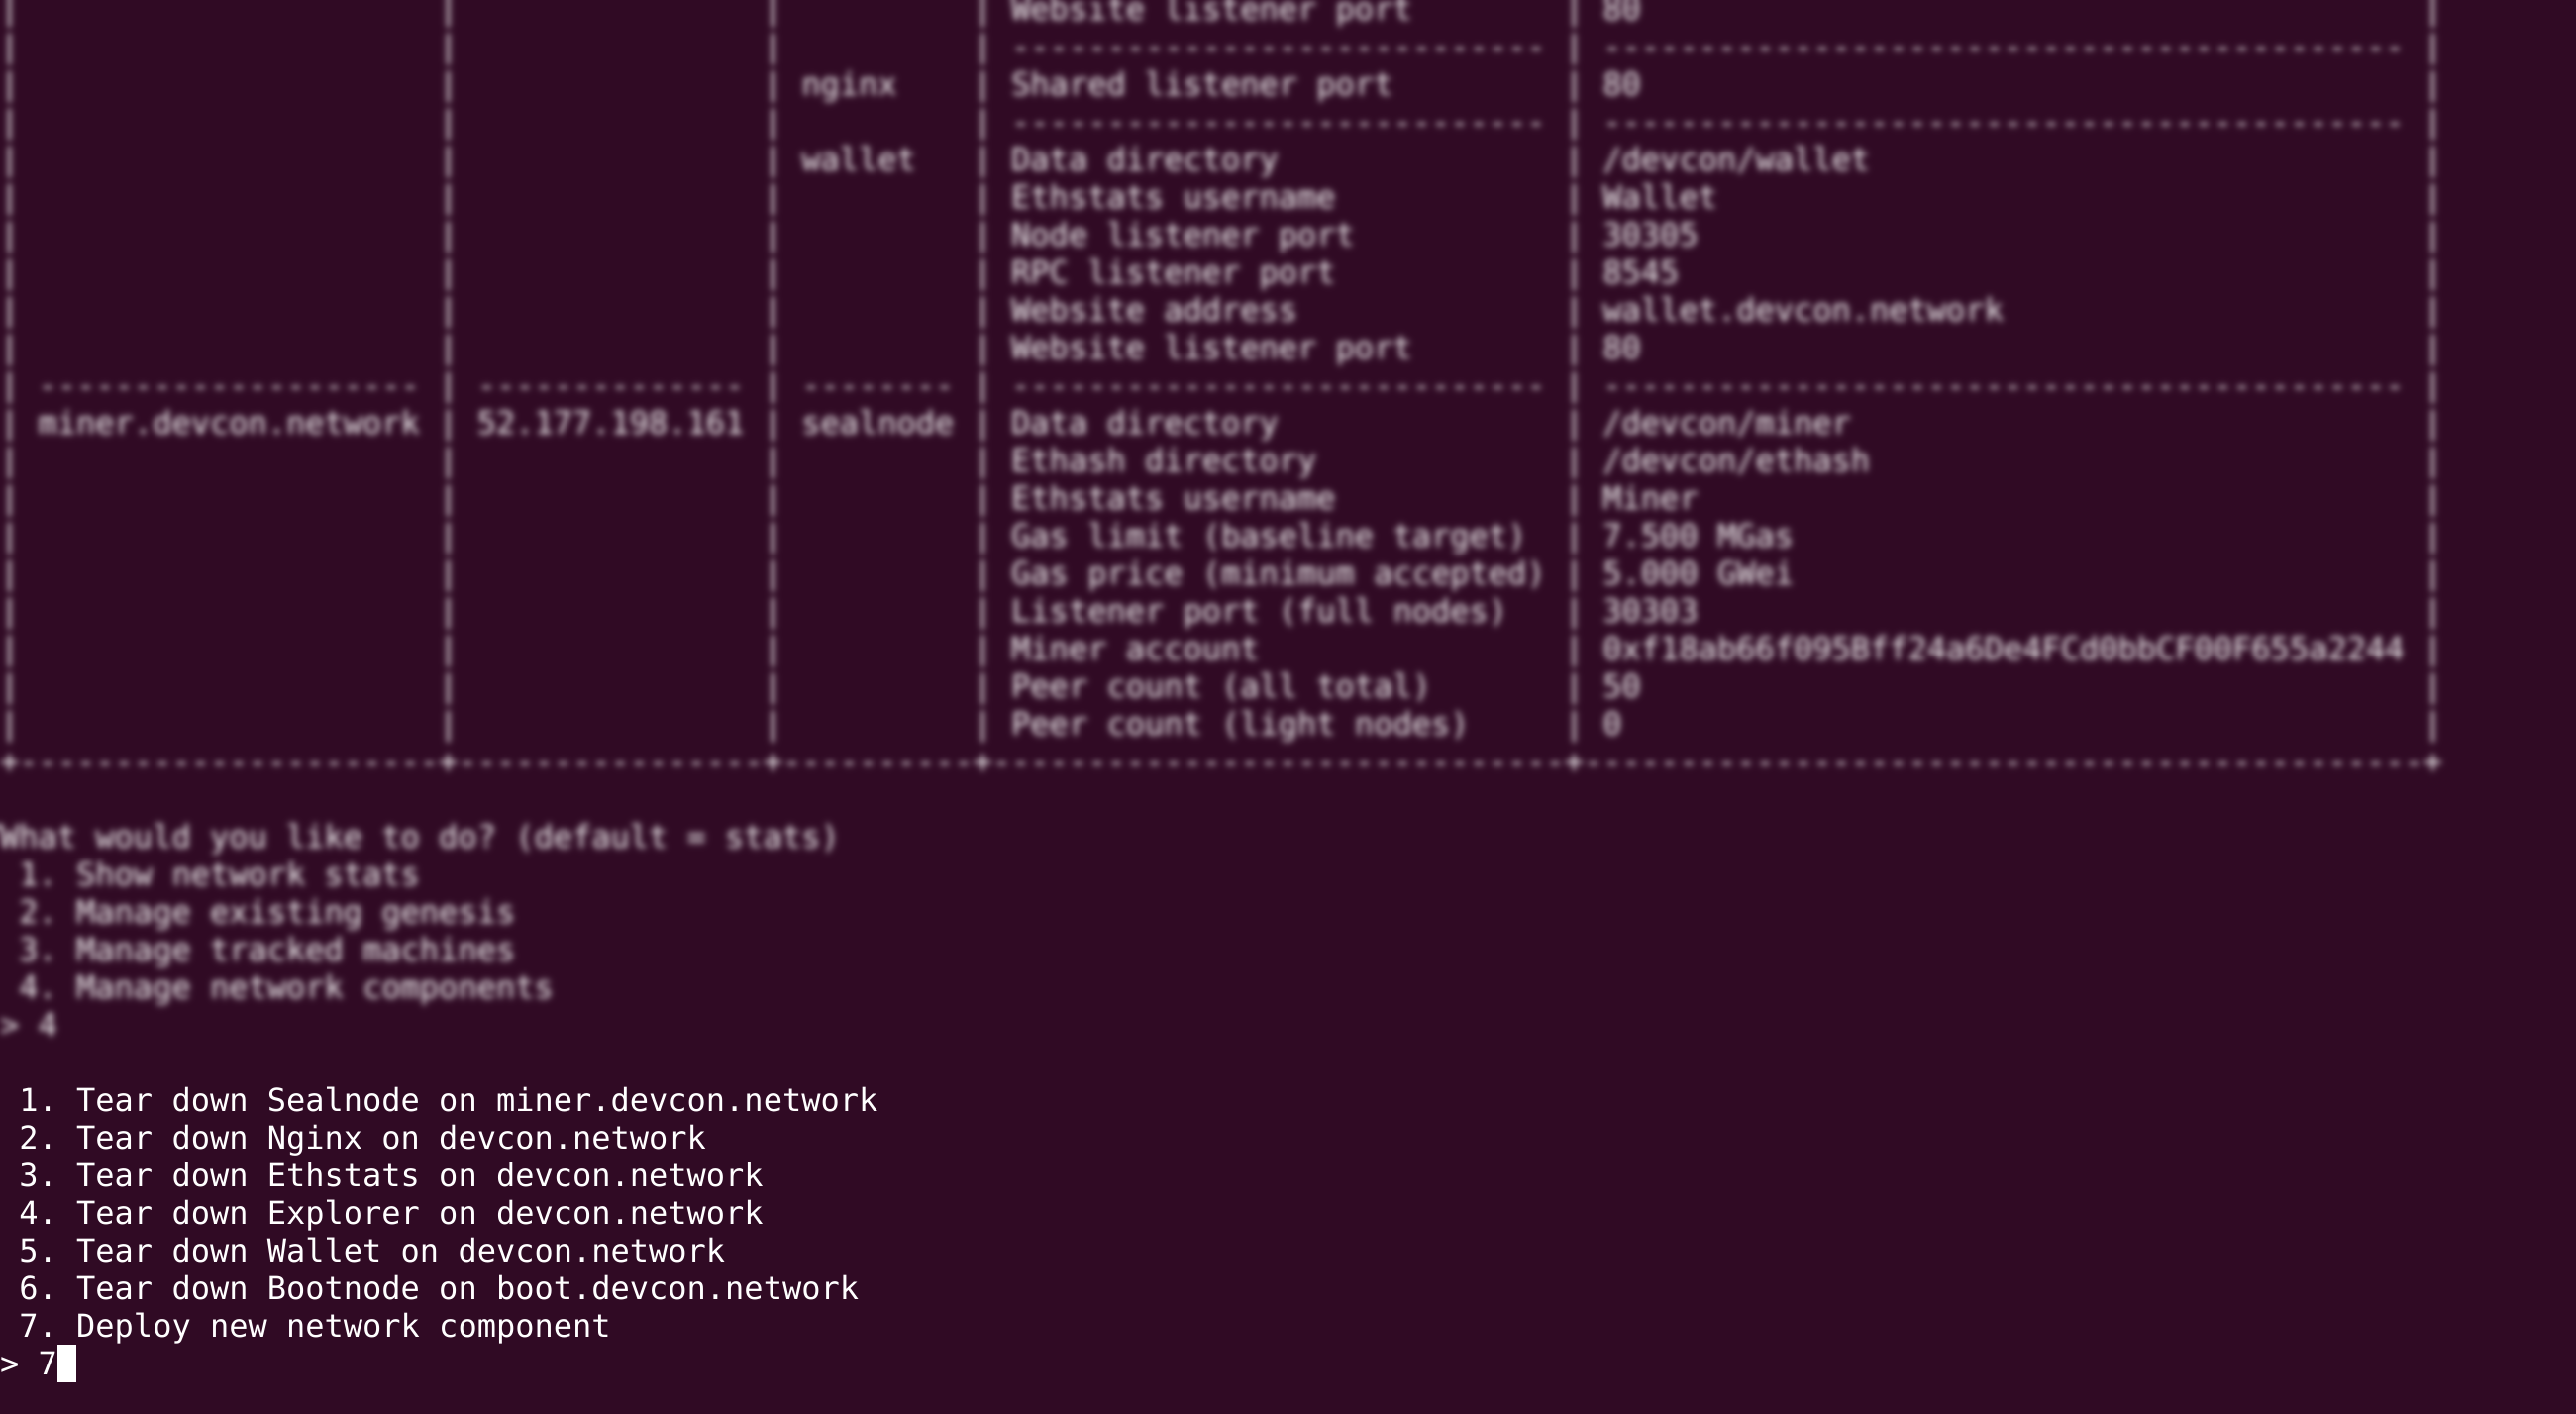 Website listener port 80
nginx Shared listener port 80
wallet Data directory /devcon/wallet
Ethstats username Wallet
Node listener port 30305
RPC listener port 8545
Website address wallet.devcon.network
Website listener port 80
miner.devcon.network 52.177.198.161 sealnode Data directory /devcon/miner
Ethash directory /devcon/ethash
Ethstats username Miner
Gas limit (baseline target) 7.500 MGas
Gas price (minimum accepted) 5.000 GWei
Listener port (full nodes) 30303
Miner account 0xf18ab66f095Bff24a6De4FCd0bbCF00F655a2244
Peer count (all total) 50
Peer count (light nodes) 0
What would you like to do? (default = stats)
1. Show network stats
2. Manage existing genesis
3. Manage tracked machines
4. Manage network components
> 4
1. Tear down Sealnode on miner.devcon.network
2. Tear down Nginx on devcon.network
3. Tear down Ethstats on devcon.network
4. Tear down Explorer on devcon.network
5. Tear down Wallet on devcon.network
6. Tear down Bootnode on boot.devcon.network
7. Deploy new network component
> 7